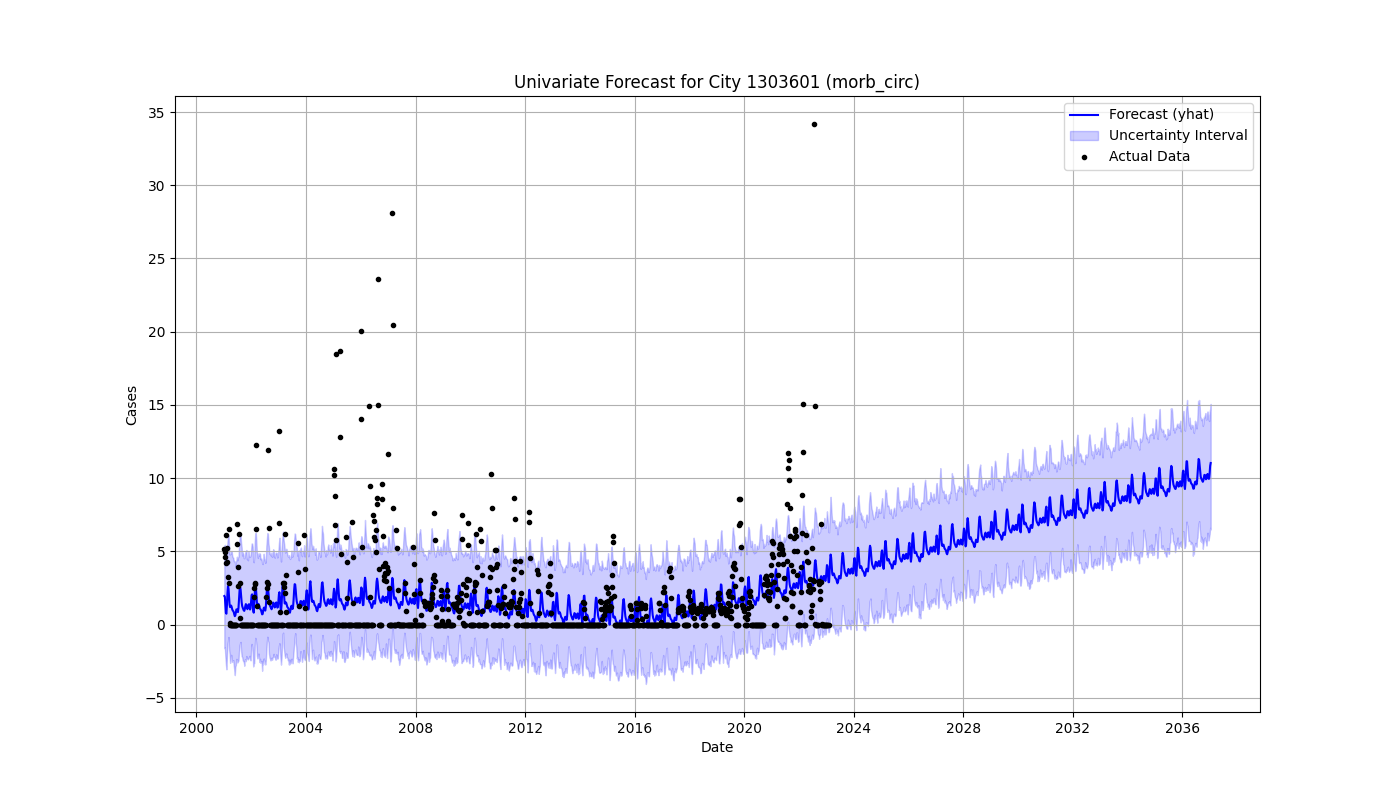 Univariate Forecast for City 1303601 (morb_circ)
Forecast (yhat)
Uncertainty Interval
Actual Data
Cases
35
30
25
20
15
10
5
0
−5
2000 2004 2008 2012 2016 2020 2024 2028 2032 2036
Date